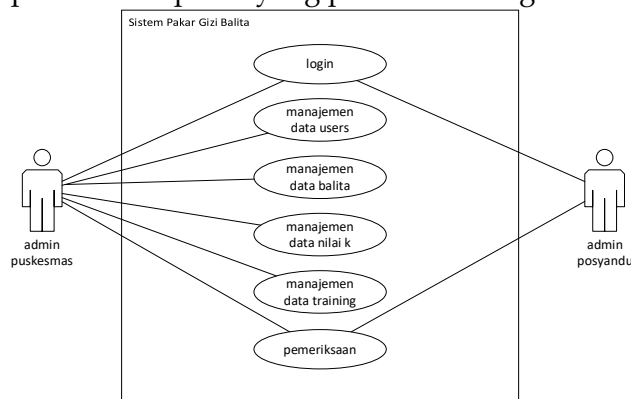 Sistem Pakar Gizi Balita
login
manajemen
data users
manajemen
data balita
manajemen
data nilai k
manajemen
data training
pemeriksaan
admin
puskesmas
admin
posyandu